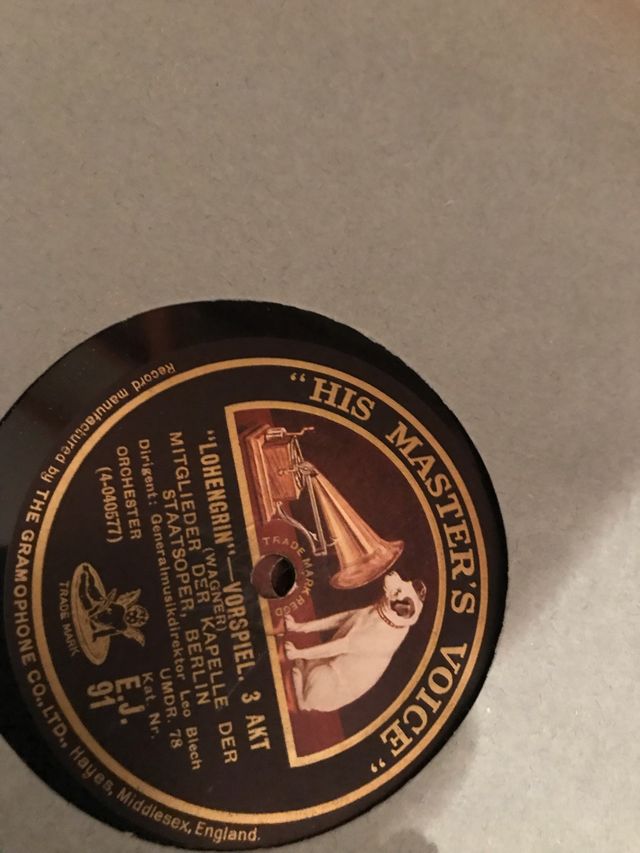 "HIS MASTER'S VOICE"
TRADE MARK REGD
"LOHENGRIN"—VORSPIEL. 3 AKT
(WAGNER)
MITGLIEDER DER KAPELLE DER
STAATSOPER, BERLIN
Dirigent: Generalmusikdirektor Leo Blech
ORCHESTER
UMDR. 78
(4-040577)
Kat. Nr.
E.J.
91
TRADE MARK
Record manufactured by THE GRAMOPHONE CO., LTD., Hayes, Middlesex, England.